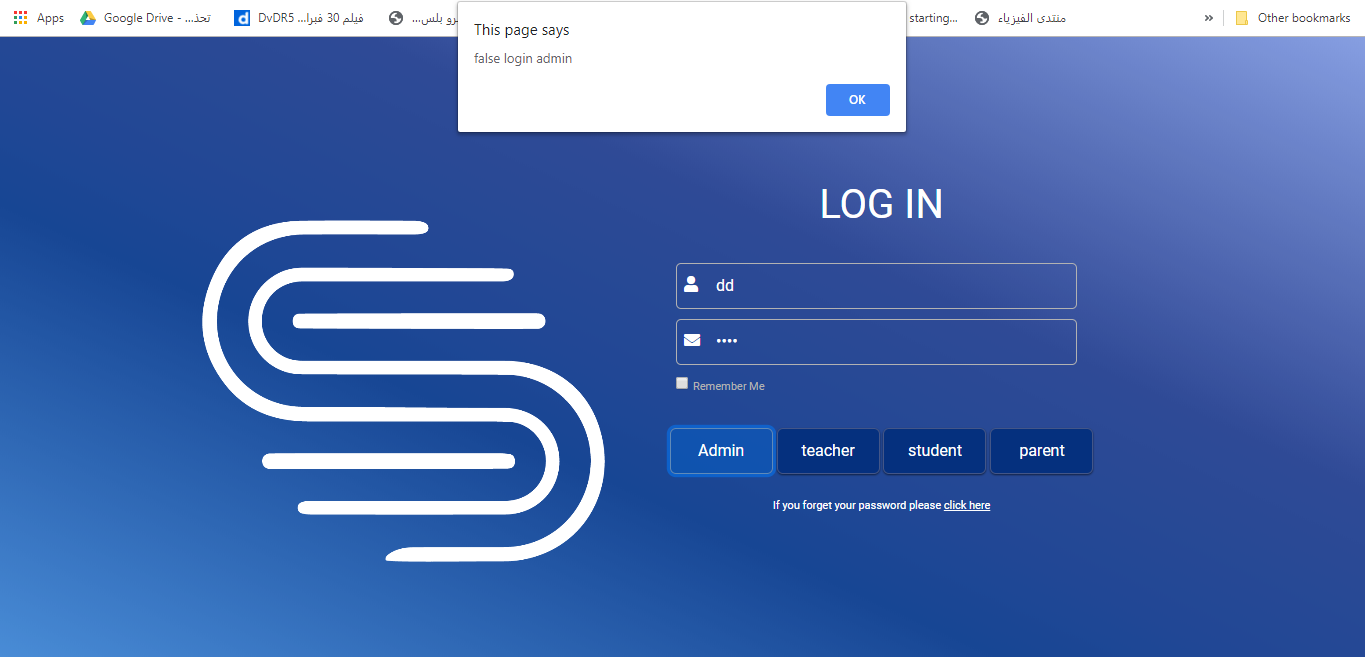 Apps
Google Drive - ...تحذ
DvDR5 ...فيلم 30 فبرا
...رو بلس
starting...
منتدى الفيزياء
»
Other bookmarks
This page says
false login admin
OK
LOG IN
dd
••••
Remember Me
Admin
teacher
student
parent
If you forget your password please click here